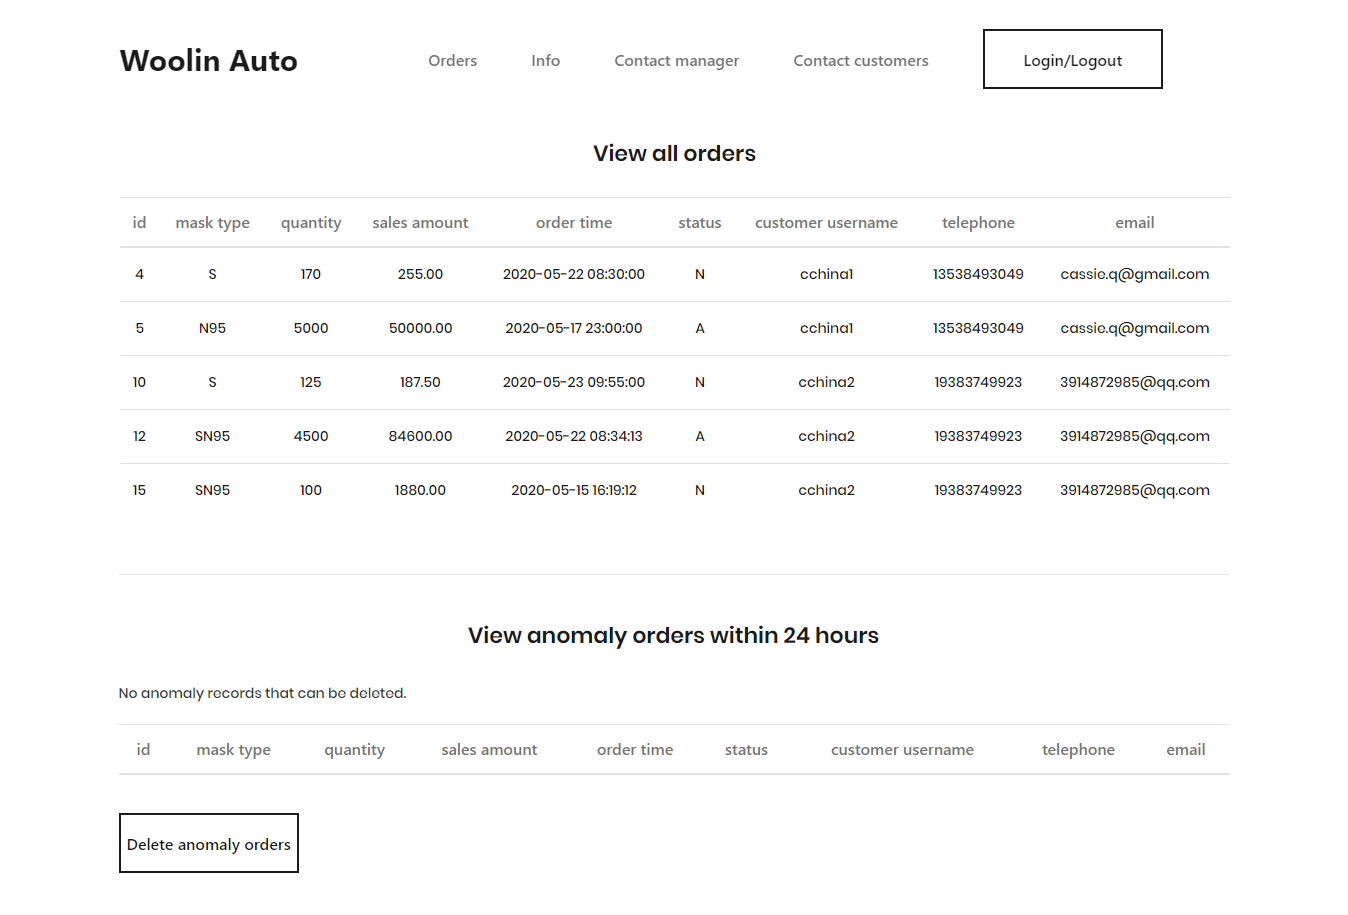 Woolin Auto Orders Info Contact manager Contact customers Login/Logout
View all orders
id mask type quantity sales amount order time status customer username telephone email
4 S 170 255.00 2020-05-22 08:30:00 N cchina1 13538493049 cassie.q@gmail.com
5 N95 5000 50000.00 2020-05-17 23:00:00 A cchina1 13538493049 cassie.q@gmail.com
10 S 125 187.50 2020-05-23 09:55:00 N cchina2 19383749923 3914872985@qq.com
12 SN95 4500 84600.00 2020-05-22 08:34:13 A cchina2 19383749923 3914872985@qq.com
15 SN95 100 1880.00 2020-05-15 16:19:12 N cchina2 19383749923 3914872985@qq.com
View anomaly orders within 24 hours
No anomaly records that can be deleted.
id mask type quantity sales amount order time status customer username telephone email
Delete anomaly orders